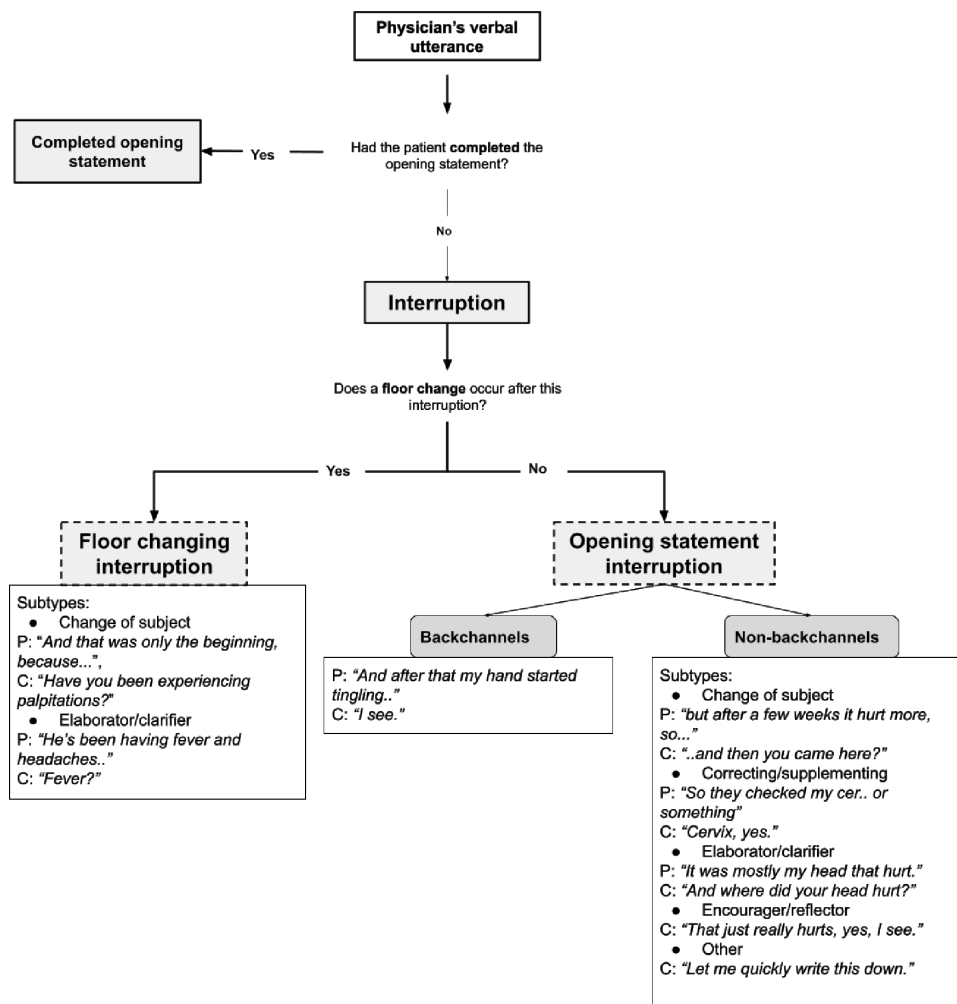 Physician's verbal
utterance
Had the patient completed the
opening statement?
Yes
Completed opening
statement
No
Interruption
Does a floor change occur after this
interruption?
Yes
No
Floor changing
interruption
Subtypes:
● Change of subject
P: “And that was only the beginning,
because...”,
C: “Have you been experiencing
palpitations?"
● Elaborator/clarifier
P: “He’s been having fever and
headaches..”
C: “Fever?”
Opening statement
interruption
Backchannels
P: “And after that my hand started
tingling..”
C: “I see.”
Non-backchannels
Subtypes:
● Change of subject
P: “but after a few weeks it hurt more,
so...”
C: “..and then you came here?”
● Correcting/supplementing
P: “So they checked my cer.. or
something”
C: “Cervix, yes.”
● Elaborator/clarifier
P: “It was mostly my head that hurt.”
C: “And where did your head hurt?”
● Encourager/reflector
C: “That just really hurts, yes, I see.”
● Other
C: “Let me quickly write this down.”